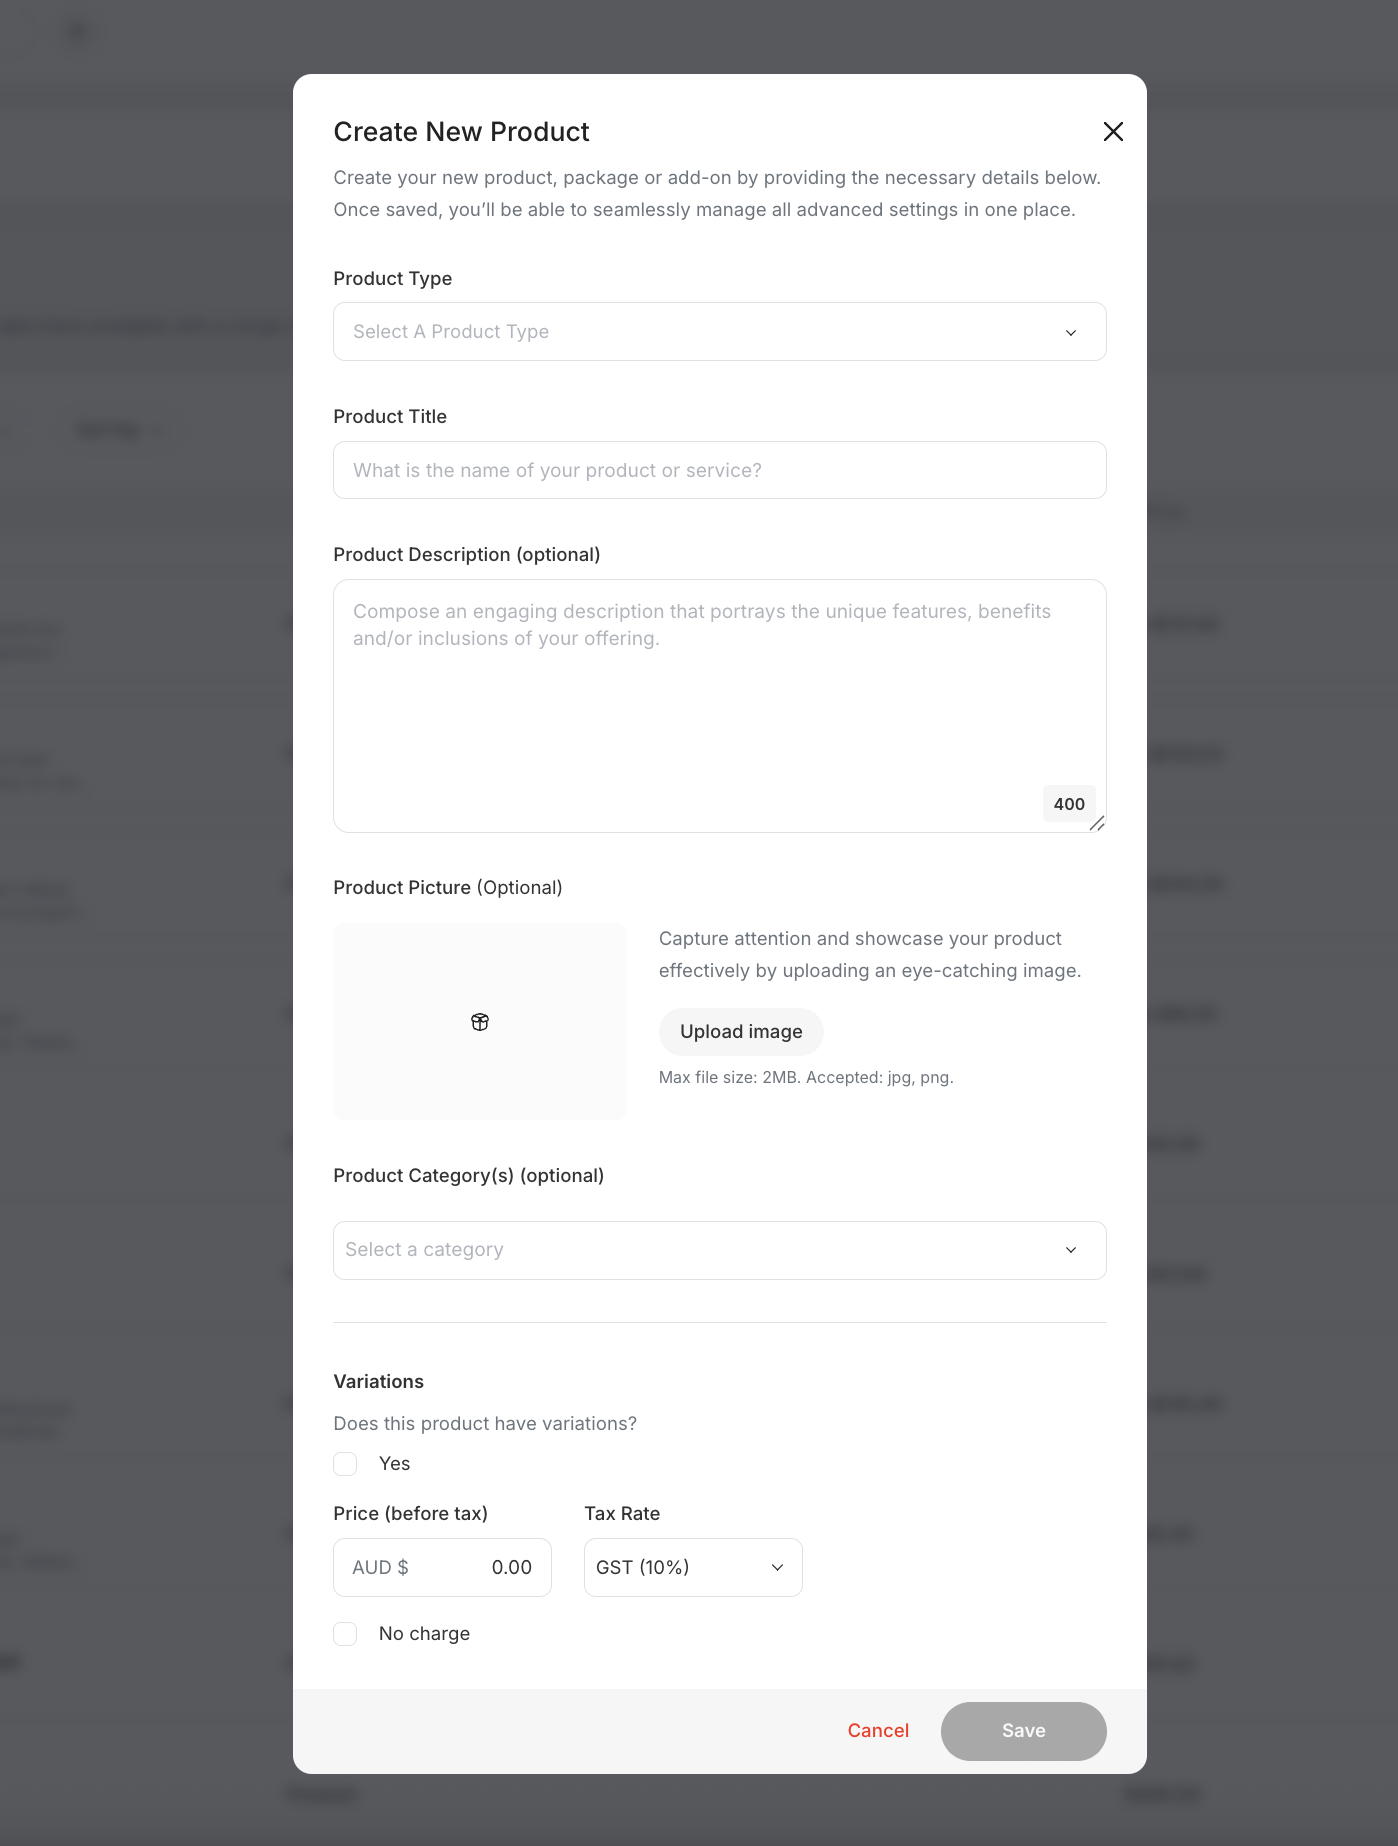 Create New Product
Create your new product, package or add-on by providing the necessary details below.
Once saved, you’ll be able to seamlessly manage all advanced settings in one place.
Product Type
Select A Product Type
Product Title
What is the name of your product or service?
Product Description (optional)
Compose an engaging description that portrays the unique features, benefits
and/or inclusions of your offering.
400
Product Picture (Optional)
Capture attention and showcase your product
effectively by uploading an eye-catching image.
Upload image
Max file size: 2MB. Accepted: jpg, png.
Product Category(s) (optional)
Select a category
Variations
Does this product have variations?
Yes
Price (before tax)
Tax Rate
AUD $ 0.00
GST (10%)
No charge
Cancel
Save